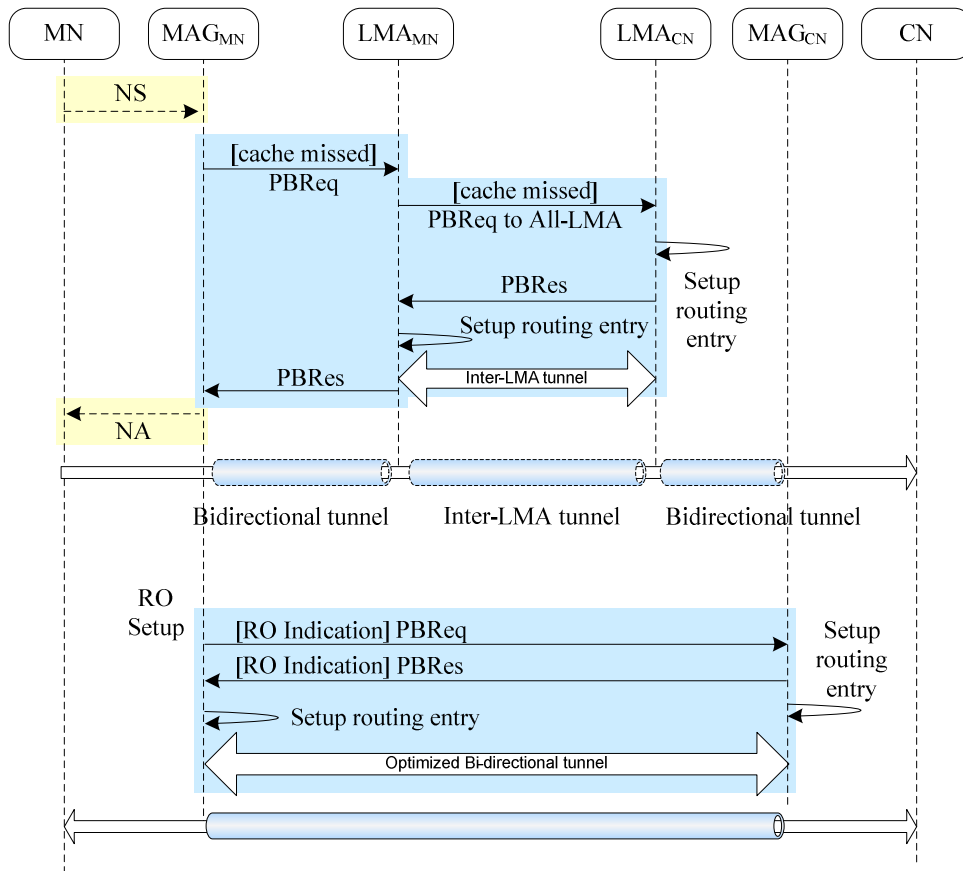 MN
MAG_MN
LMA_MN
LMA_CN
MAG_CN
CN
NS
[cache missed]
PBReq
[cache missed]
PBReq to All-LMA
Setup
routing
entry
PBRes
Setup routing entry
Inter-LMA tunnel
PBRes
NA
Bidirectional tunnel
Inter-LMA tunnel
Bidirectional tunnel
RO
Setup
[RO Indication] PBReq
[RO Indication] PBRes
Setup
routing
entry
Setup routing entry
Optimized Bi-directional tunnel